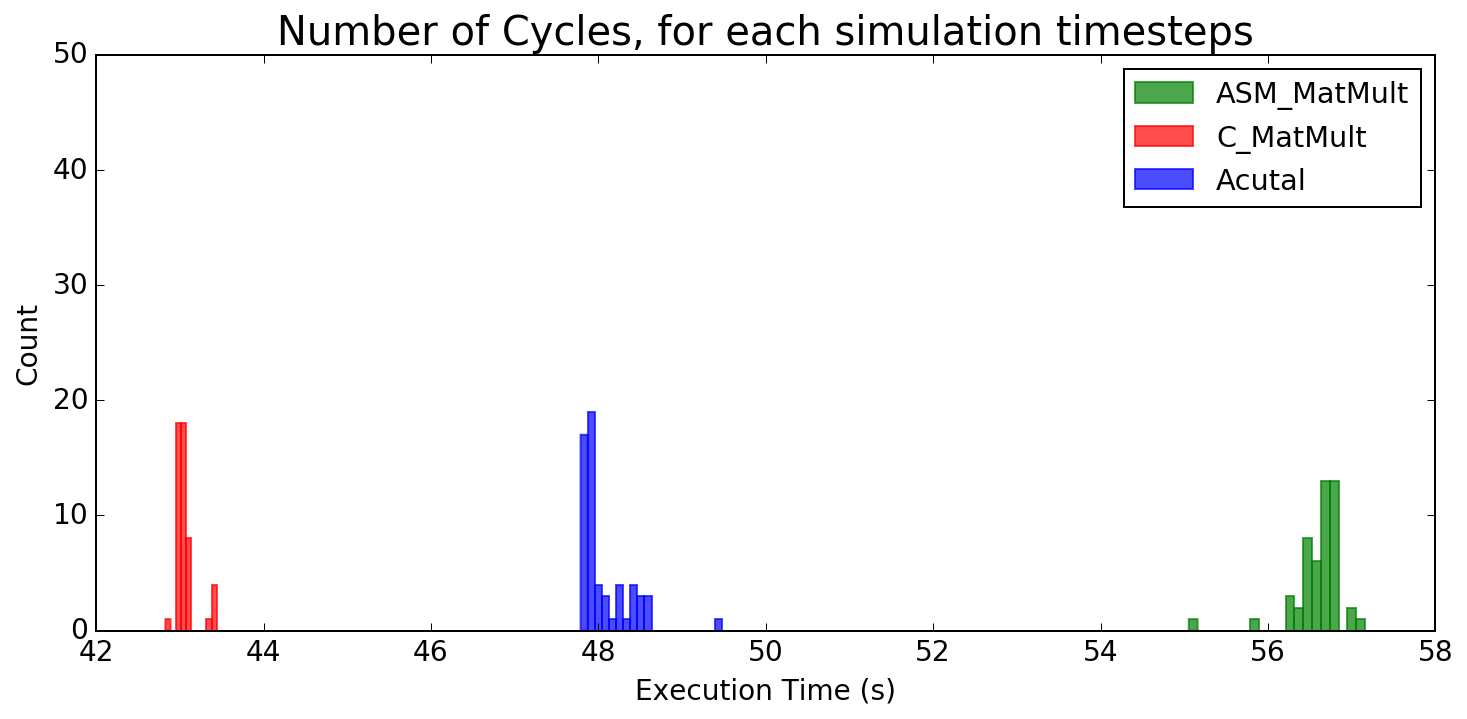 Number of Cycles, for each simulation timesteps
50
40
30
20
10
0
Count
ASM_MatMult
C_MatMult
Acutal
42 44 46 48 50 52 54 56 58
Execution Time (s)